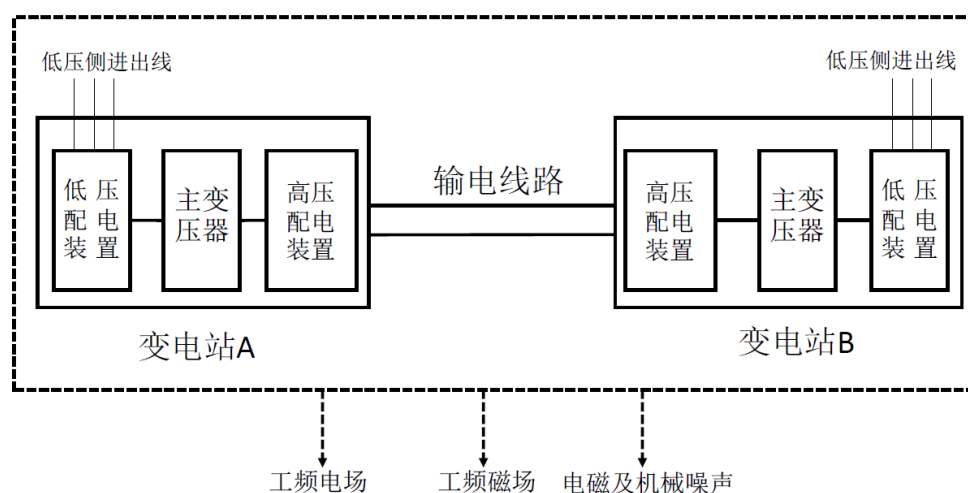 低压侧进出线
低压侧进出线
低压
配电
装置
主变
压器
高压
配电
装置
输电线路
高压
配电
装置
主变
压器
低压
配电
装置
变电站A
变电站B
工频电场
工频磁场
电磁及机械噪声